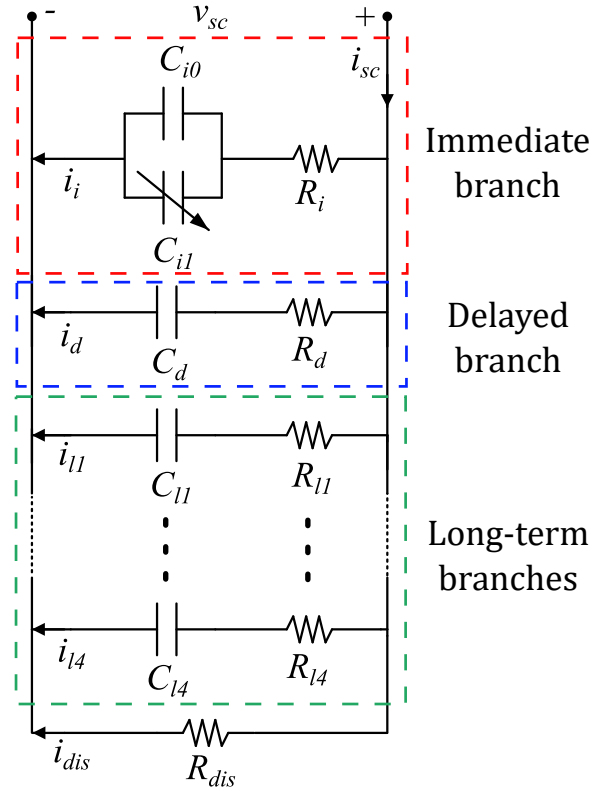 - v_sc +
C_i0
i_sc
Immediate
branch
i_i
R_i
C_i1
Delayed
branch
i_d
C_d
R_d
i_l1
C_l1
R_l1
Long-term
branches
i_l4
C_l4
R_l4
i_dis
R_dis